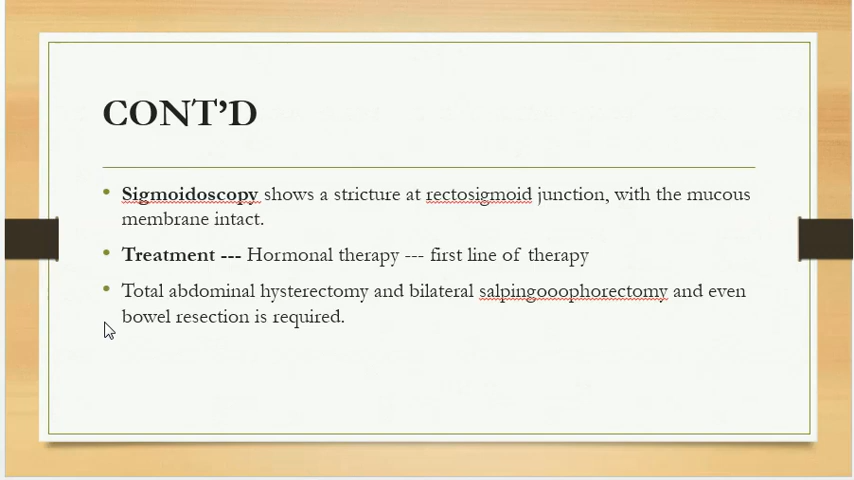 CONT’D
• Sigmoidoscopy shows a stricture at rectosigmoid junction, with the mucous
membrane intact.
• Treatment --- Hormonal therapy --- first line of therapy
• Total abdominal hysterectomy and bilateral salpingooophorectomy and even
bowel resection is required.